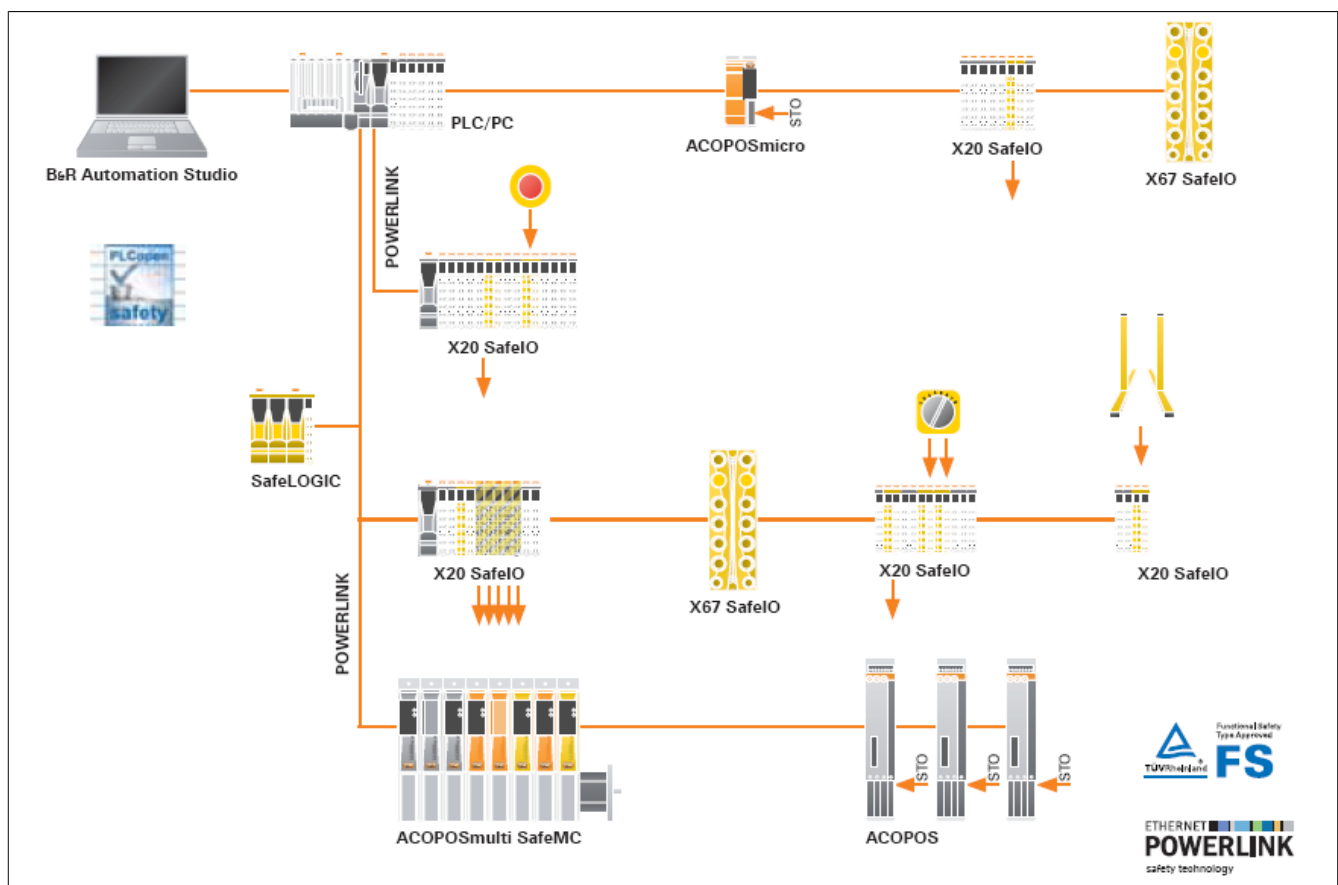 PLC/PC
STO
ACOPOSmicro
X20 SafeIO
B&R Automation Studio
X67 SafeIO
POWERLINK
PLCopen
safety
X20 SafeIO
SafeLOGIC
X20 SafeIO
X67 SafeIO
X20 SafeIO
X20 SafeIO
POWERLINK
STO
STO
STO
ACOPOSmulti SafeMC
ACOPOS
TÜVRheinland
®
Functional Safety
Type Approved
FS
ETHERNET
POWERLINK
safety technology